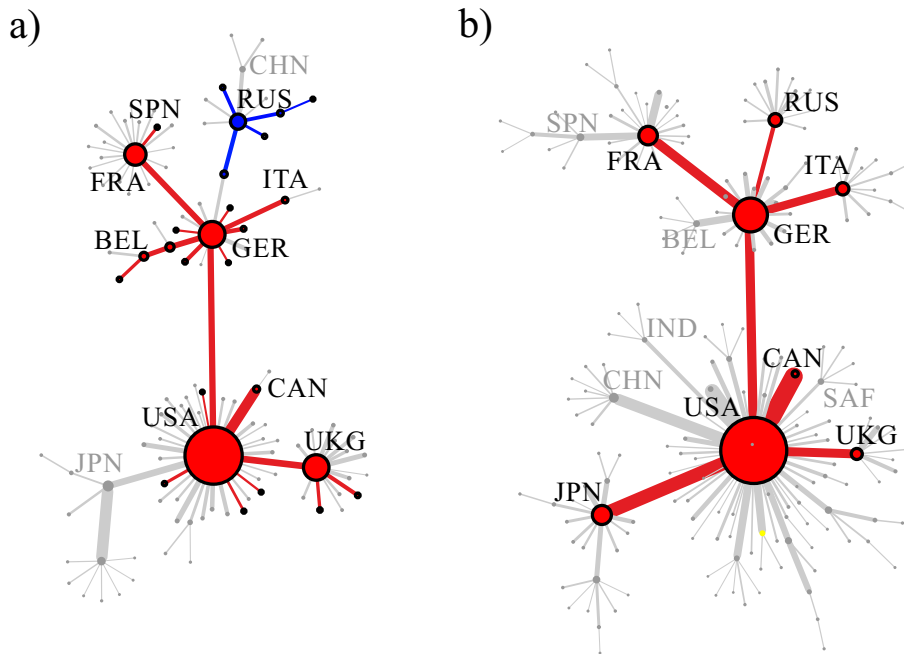 a)
CHN
SPN
RUS
FRA
ITA
BEL
GER
CAN
USA
UKG
JPN
b)
RUS
SPN
FRA
ITA
BEL
GER
IND
CAN
CHN
SAF
USA
UKG
JPN